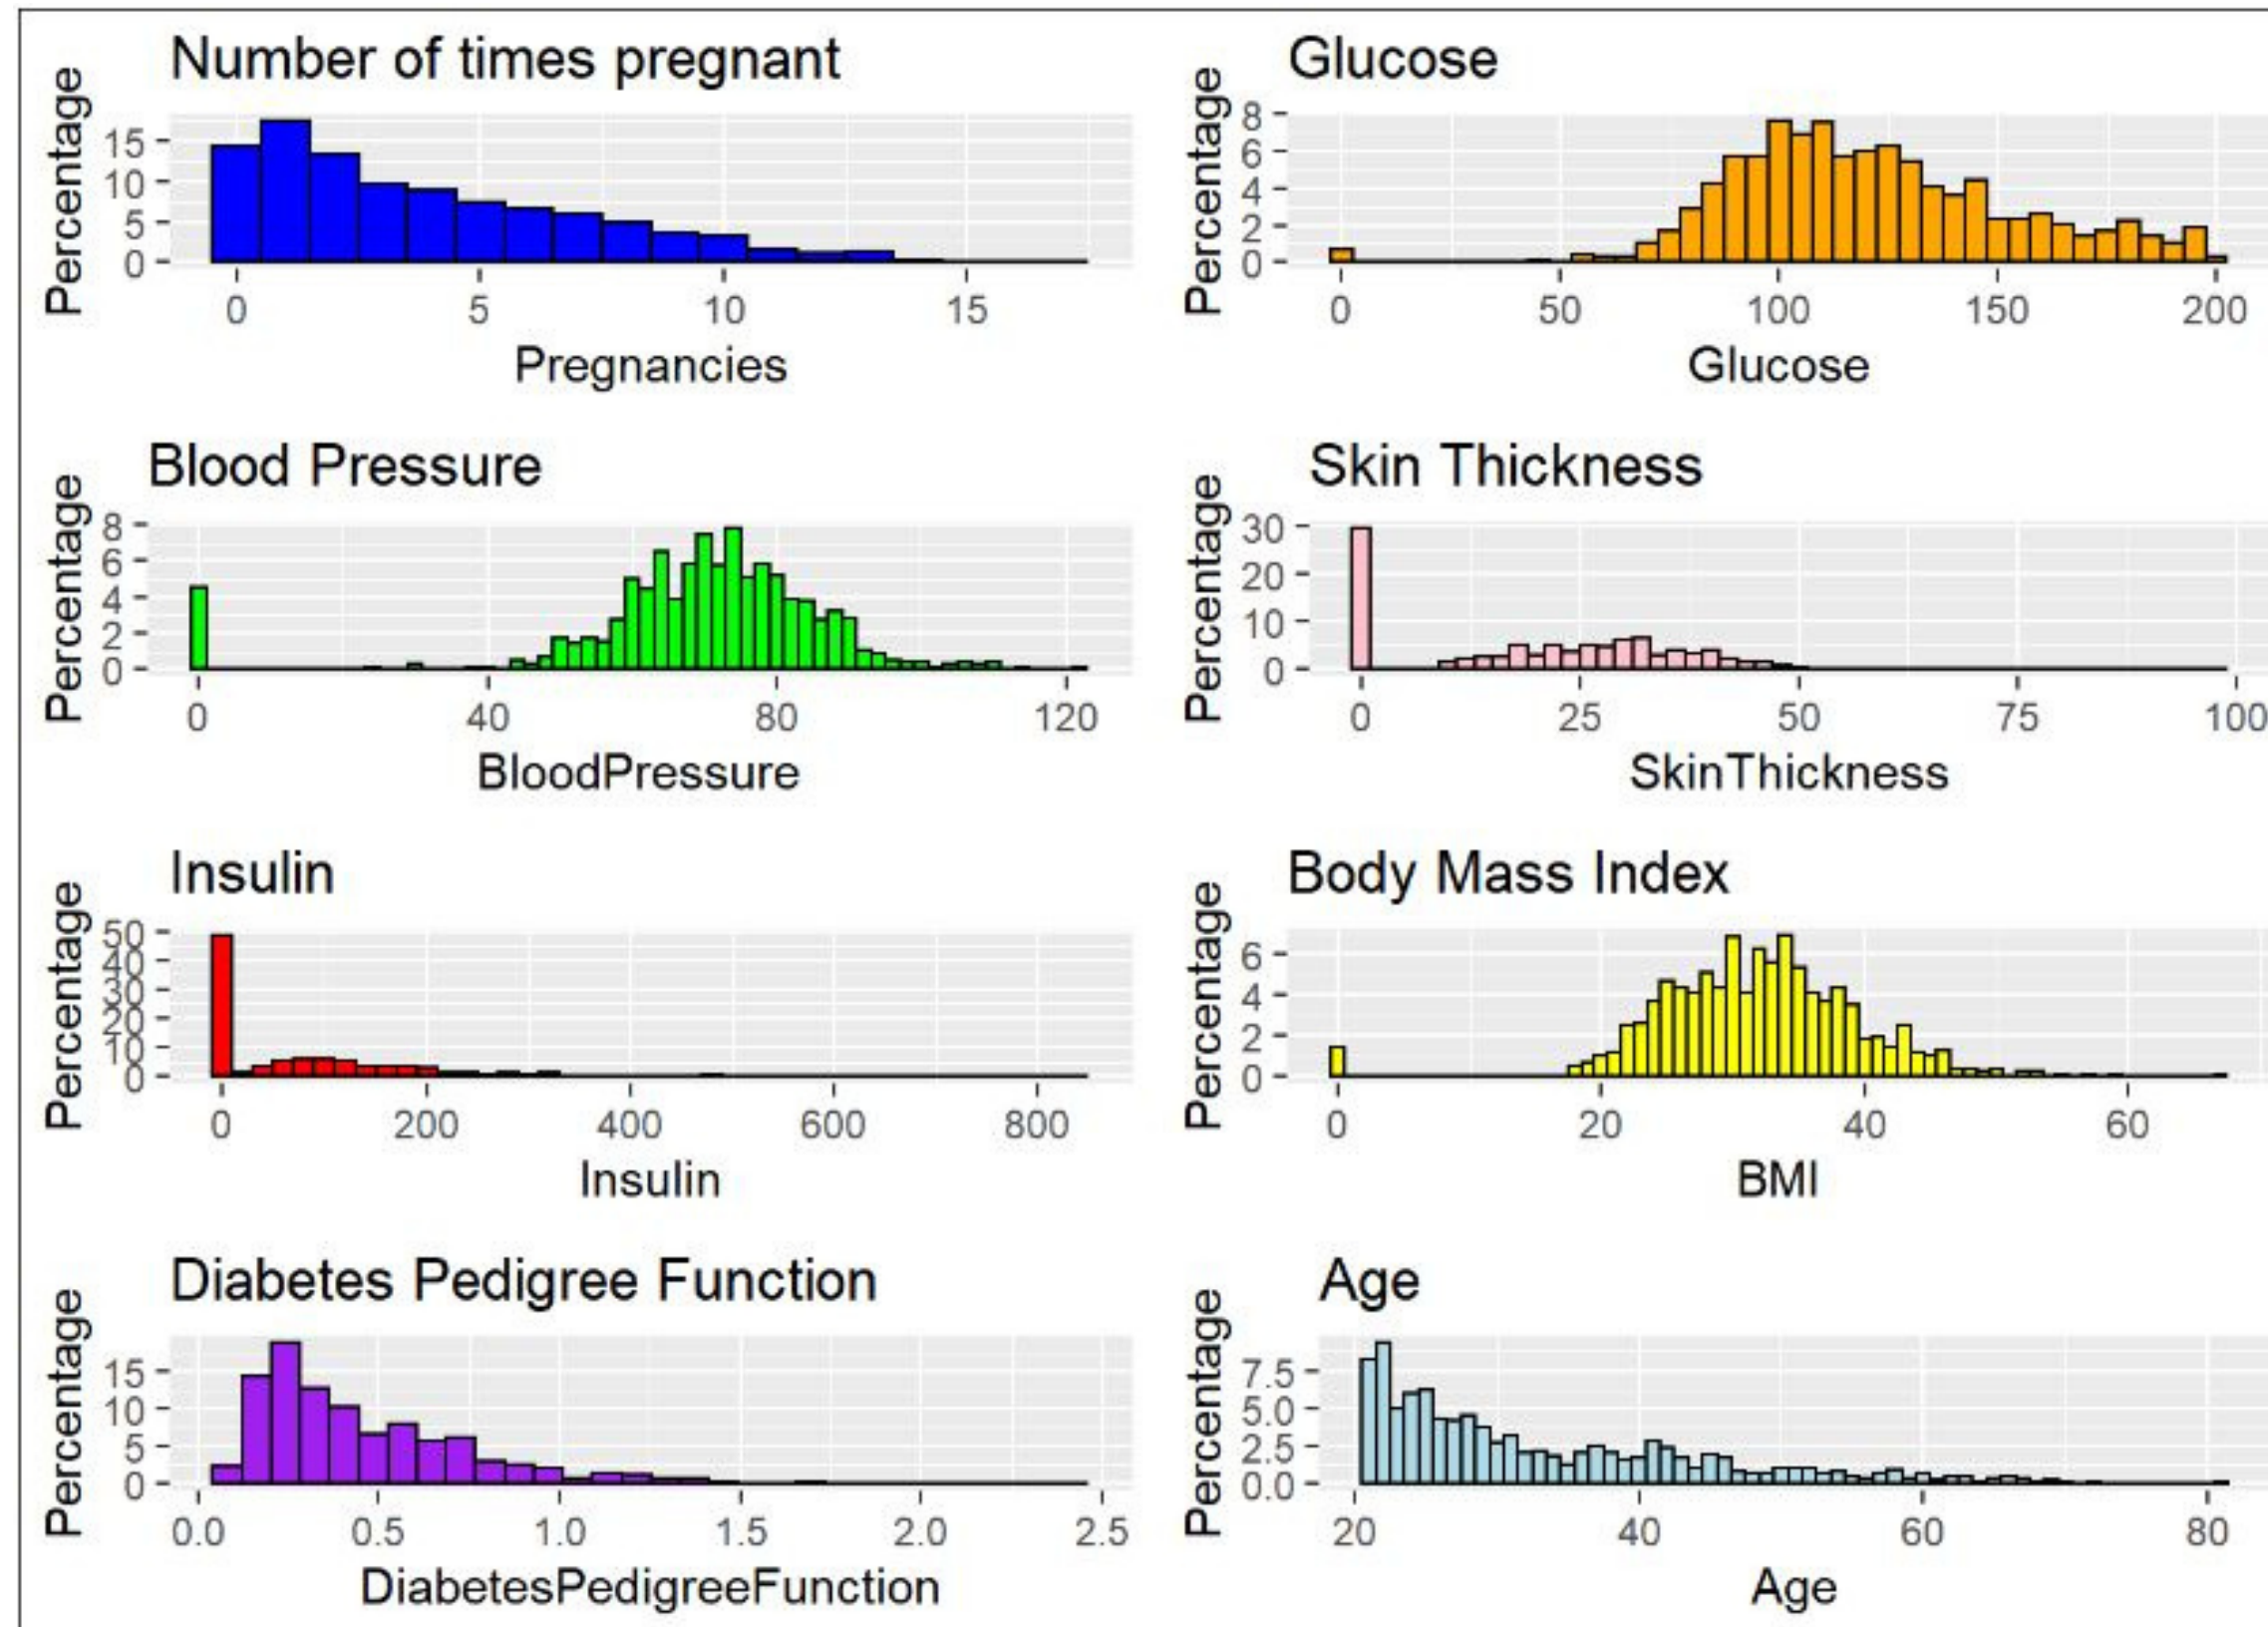 Number of times pregnant
Percentage
15
10
5
0
0 5 10 15
Pregnancies
Glucose
Percentage
8
6
4
2
0
0 50 100 150 200
Glucose
Blood Pressure
Percentage
8
6
4
2
0
0 40 80 120
BloodPressure
Skin Thickness
Percentage
30
20
10
0
0 25 50 75 100
SkinThickness
Insulin
Percentage
50
40
30
20
10
0
0 200 400 600 800
Insulin
Body Mass Index
Percentage
6
4
2
0
0 20 40 60
BMI
Diabetes Pedigree Function
Percentage
15
10
5
0
0.0 0.5 1.0 1.5 2.0 2.5
DiabetesPedigreeFunction
Age
Percentage
7.5
5.0
2.5
0.0
20 40 60 80
Age